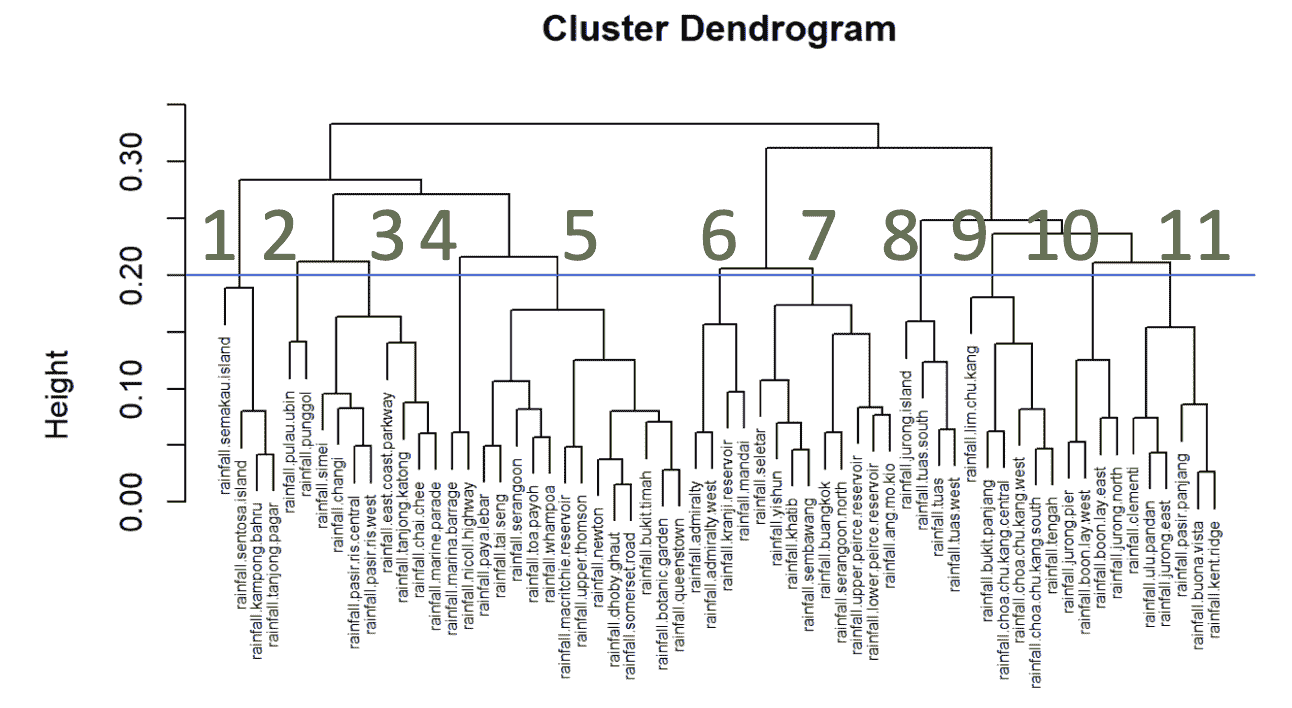 Cluster Dendrogram
Height
0.00
0.10
0.20
0.30
1
2
3
4
5
6
7
8
9
10
11
rainfall.semakau.island
rainfall.sentosa.island
rainfall.kampong.bahru
rainfall.tanjong.pagar
rainfall.pulau.ubin
rainfall.punggol
rainfall.simei
rainfall.changi
rainfall.pasir.ris.central
rainfall.pasir.ris.west
rainfall.east.coast.parkway
rainfall.tanjong.katong
rainfall.chai.chee
rainfall.marine.parade
rainfall.marina.barrage
rainfall.nicoll.highway
rainfall.paya.lebar
rainfall.tai.seng
rainfall.serangoon
rainfall.toa.payoh
rainfall.whampoa
rainfall.macritchie.reservoir
rainfall.upper.thomson
rainfall.newton
rainfall.dhoby.ghaut
rainfall.somerset.road
rainfall.bukit.timah
rainfall.botanic.garden
rainfall.queenstown
rainfall.admiralty
rainfall.admiralty.west
rainfall.kranji.reservoir
rainfall.mandai
rainfall.seletar
rainfall.yishun
rainfall.khatib
rainfall.sembawang
rainfall.buangkok
rainfall.serangoon.north
rainfall.upper.peirce.reservoir
rainfall.lower.peirce.reservoir
rainfall.ang.mo.kio
rainfall.jurong.island
rainfall.tuas.south
rainfall.tuas
rainfall.tuas.west
rainfall.lim.chu.kang
rainfall.bukit.panjang
rainfall.choa.chu.kang.central
rainfall.choa.chu.kang.west
rainfall.choa.chu.kang.south
rainfall.tengah
rainfall.jurong.pier
rainfall.boon.lay.west
rainfall.boon.lay.east
rainfall.jurong.north
rainfall.clementi
rainfall.ulu.pandan
rainfall.jurong.east
rainfall.pasir.panjang
rainfall.buona.vista
rainfall.kent.ridge